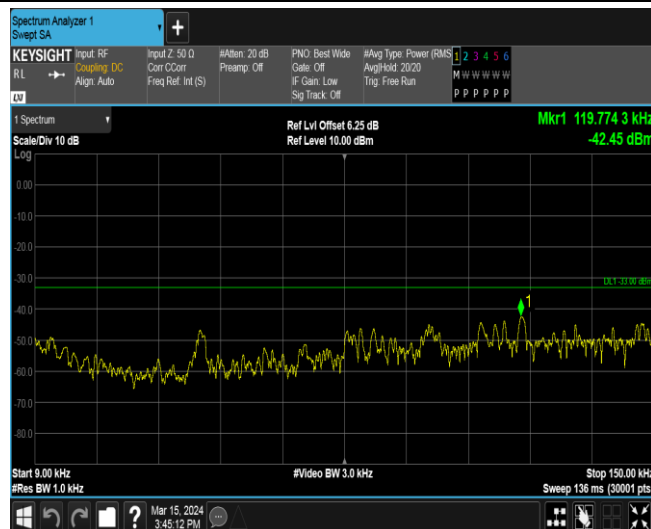 Spectrum Analyzer 1
Swept SA
+
KEYSIGHT
RL
LXI
Input: RF
Coupling: DC
Align: Auto
Input Z: 50 Ω
Corr CCorr
Freq Ref: Int (S)
#Atten: 20 dB
Preamp: Off
PNO: Best Wide
Gate: Off
IF Gain: Low
Sig Track: Off
#Avg Type: Power (RMS
Avg|Hold: 20/20
Trig: Free Run
1 2 3 4 5 6
M W W W W W
P P P P P P
1 Spectrum
Scale/Div 10 dB
Log
Ref Lvl Offset 6.25 dB
Ref Level 10.00 dBm
Mkr1 119.774 3 kHz
-42.45 dBm
0.00
-10.0
-20.0
-30.0
DL1 -33.00 dBm
-40.0
1
-50.0
-60.0
-70.0
-80.0
Start 9.00 kHz
#Res BW 1.0 kHz
#Video BW 3.0 kHz
Stop 150.00 kHz
Sweep 136 ms (30001 pts
?
Mar 15, 2024
3:45:12 PM